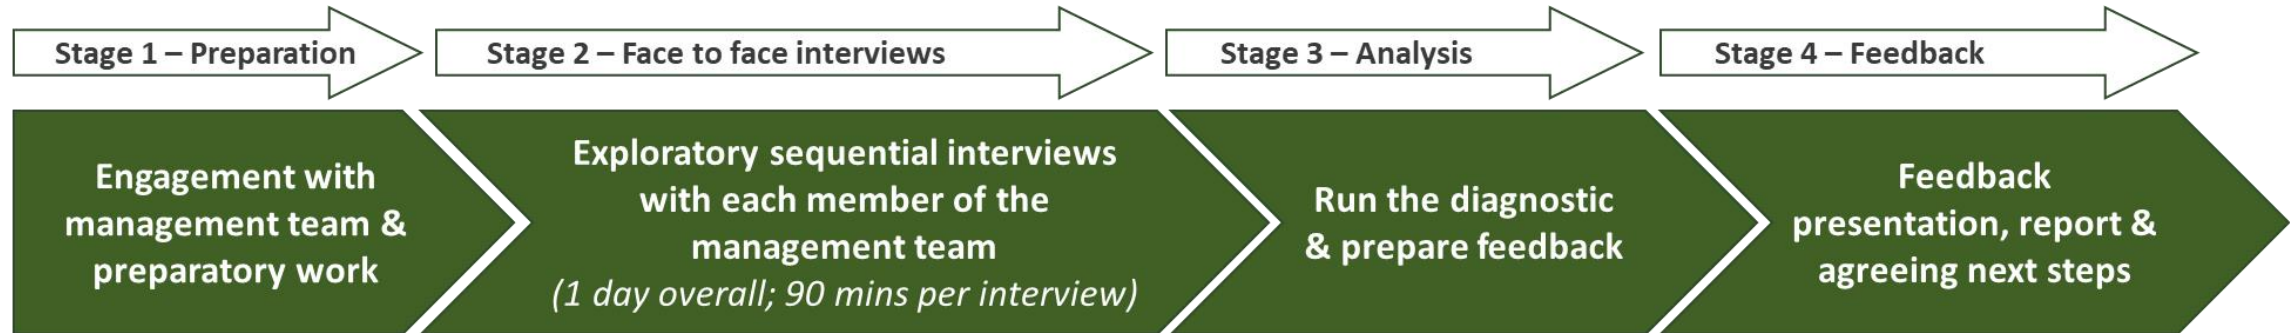 Stage 1 – Preparation
Stage 2 – Face to face interviews
Stage 3 – Analysis
Stage 4 – Feedback
Engagement with
management team &
preparatory work
Exploratory sequential interviews
with each member of the
management team
(1 day overall; 90 mins per interview)
Run the diagnostic
& prepare feedback
Feedback
presentation, report &
agreeing next steps